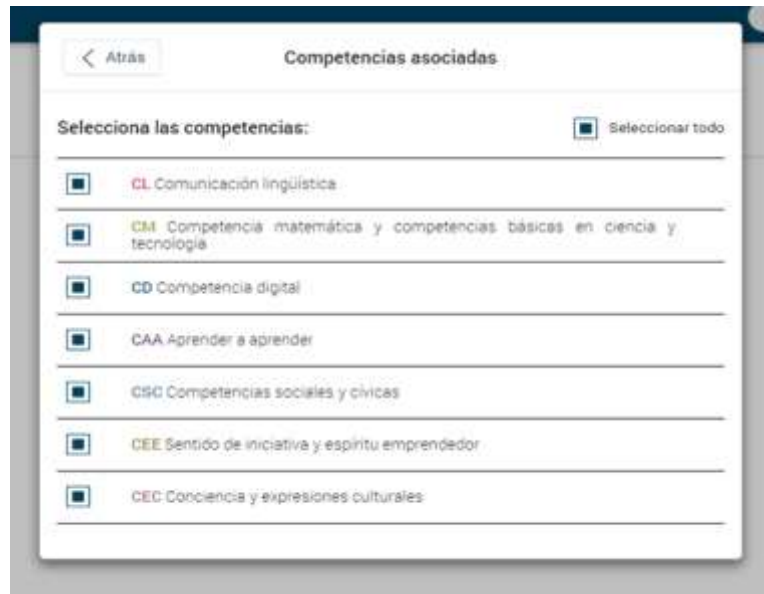 Atrás
Competencias asociadas
Selecciona las competencias:
Seleccionar todo
CL Comunicación lingüística
CM Competencia matemática y competencias básicas en ciencia y
tecnología
CD Competencia digital
CAA Aprender a aprender
CSC Competencias sociales y cívicas
CEE Sentido de iniciativa y espíritu emprendedor
CEC Conciencia y expresiones culturales